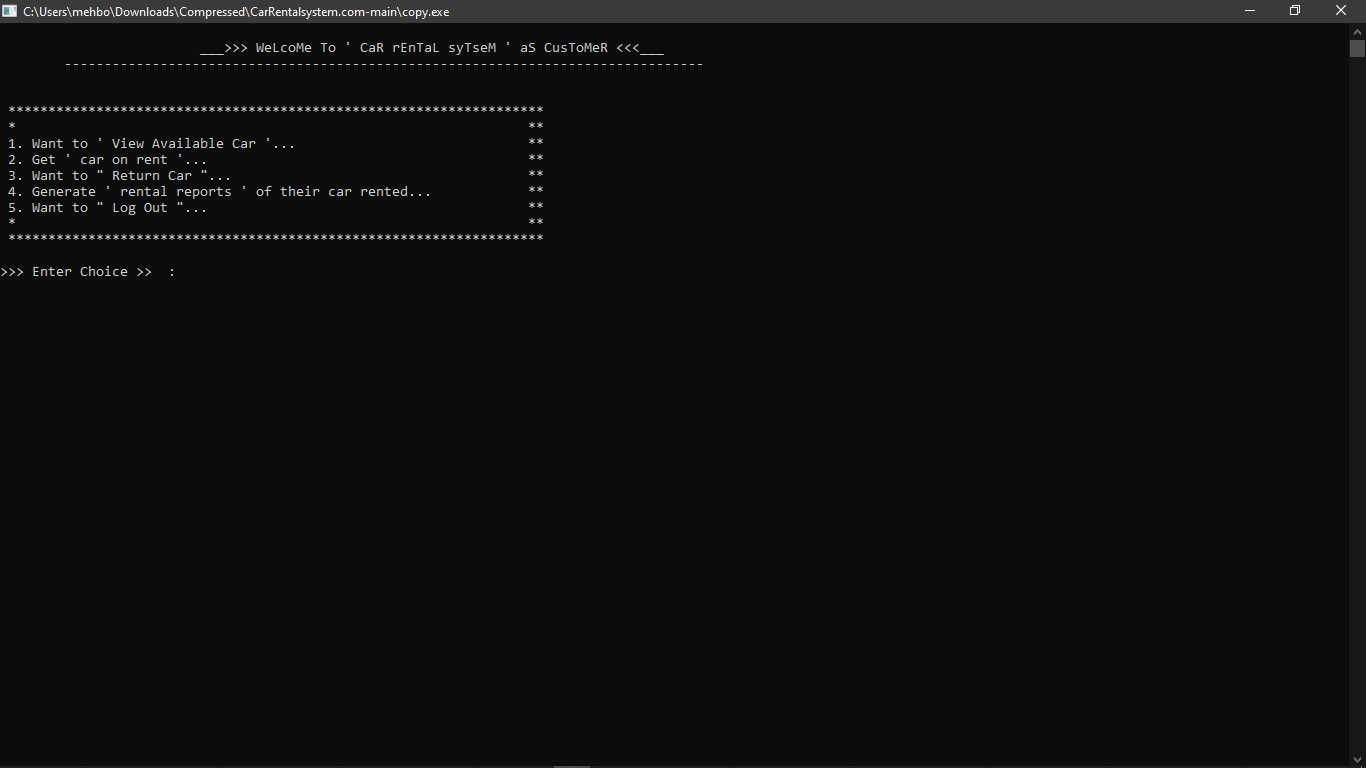 C:\Users\mehbo\Downloads\Compressed\CarRentalsystem.com-main\copy.exe
___>>> WeLcoMe To ' CaR rEnTaL syTseM ' aS CusToMeR <<<___
--------------------------------------------------------------------------------
*******************************************************************
* **
1. Want to ' View Available Car '... **
2. Get ' car on rent '... **
3. Want to " Return Car "... **
4. Generate ' rental reports ' of their car rented... **
5. Want to " Log Out "... **
* **
*******************************************************************
>>> Enter Choice >>  :